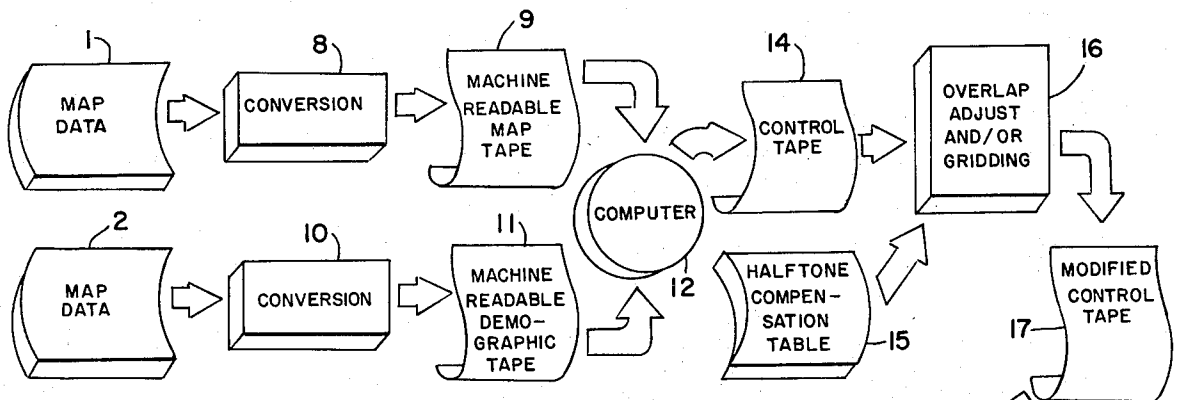 1
MAP
DATA
8
CONVERSION
9
MACHINE
READABLE
MAP
TAPE
14
CONTROL
TAPE
16
OVERLAP
ADJUST
AND/OR
GRIDDING
COMPUTER
12
2
MAP
DATA
10
CONVERSION
11
MACHINE
READABLE
DEMO-
GRAPHIC
TAPE
HALFTONE
COMPEN-
SATION
TABLE
15
MODIFIED
CONTROL
TAPE
17